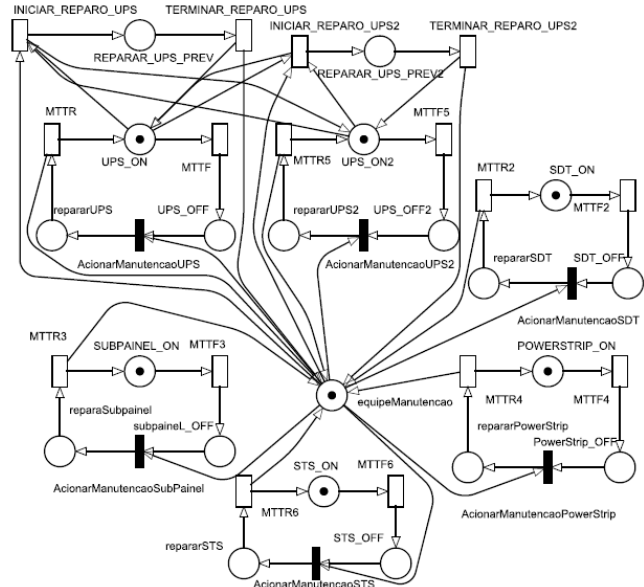 INICIAR_REPARO_UPS
TERMINAR_REPARO_UPS
INICIAR_REPARO_UPS2
TERMINAR_REPARO_UPS2
REPARAR_UPS_PREV
REPARAR_UPS_PREV2
MTTR
UPS_ON
MTTF
MTTR5
UPS_ON2
MTTF5
MTTR2
SDT_ON
MTTF2
repararUPS
UPS_OFF
repararUPS2
UPS_OFF2
AcionarManutencaoUPS
AcionarManutencaoUPS2
repararSDT
SDT_OFF
AcionarManutencaoSDT
MTTR3
SUBPAINEL_ON
MTTF3
POWERSTRIP_ON
equipeManutencao
MTTR4
MTTF4
reparaSubpainel
subpaineL_OFF
repararPowerStrip
PowerStrip_OFF
AcionarManutencaoSubPainel
AcionarManutencaoPowerStrip
STS_ON
MTTF6
MTTR6
repararSTS
STS_OFF
AcionarManutencaoSTS